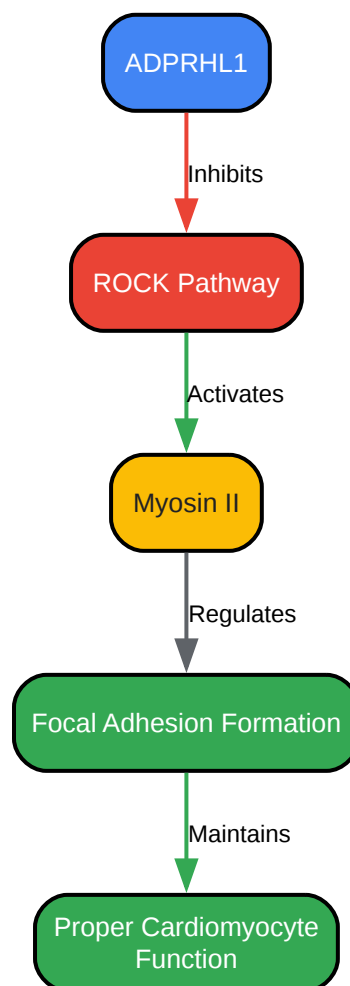 ADPRHL1
Inhibits
ROCK Pathway
Activates
Myosin II
Regulates
Focal Adhesion Formation
Maintains
Proper Cardiomyocyte
Function